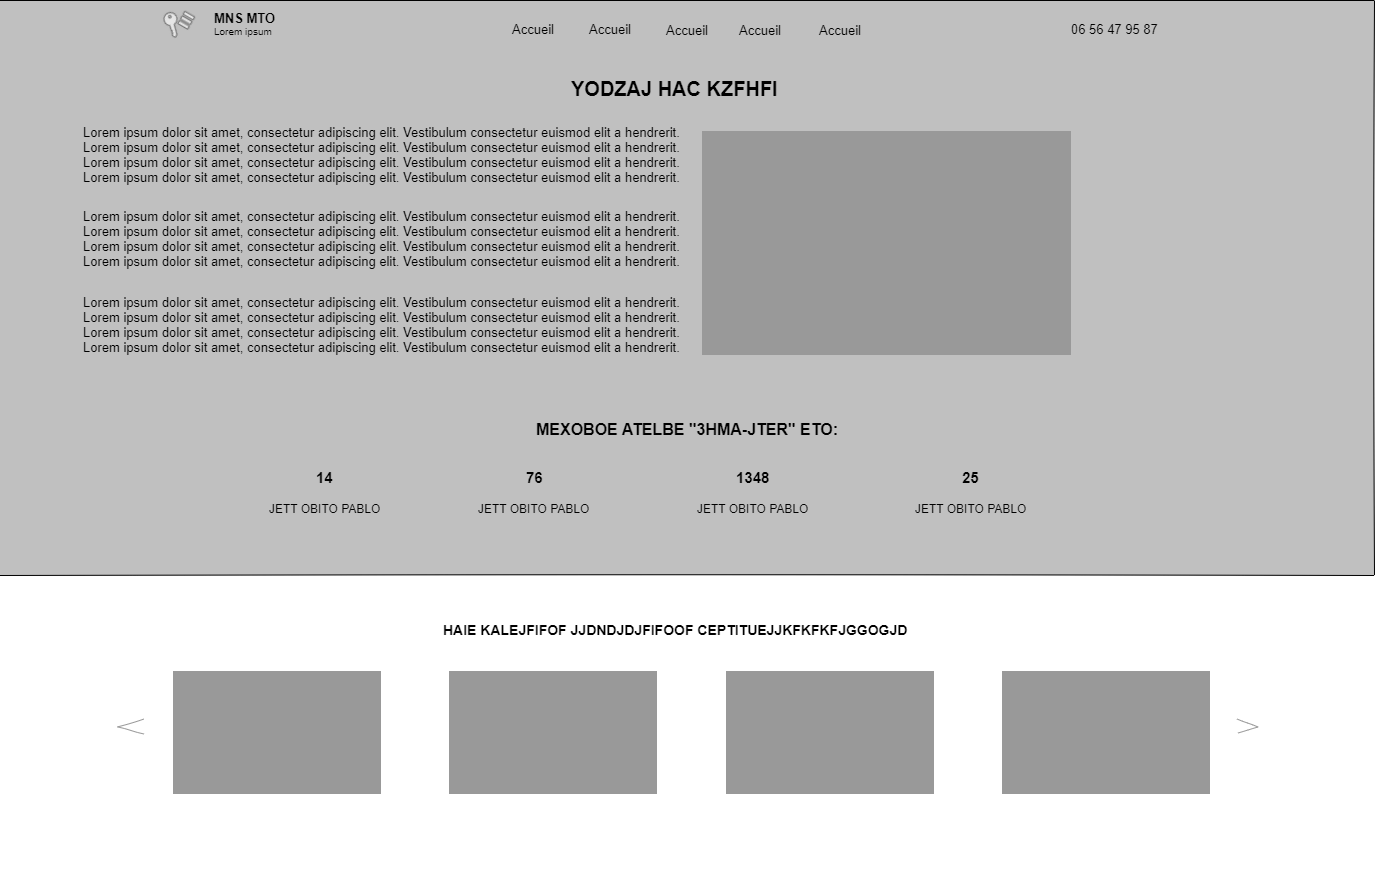 MNS MTO
Lorem ipsum
Accueil Accueil Accueil Accueil Accueil
06 56 47 95 87
YODZAJ HAC KZFHFI
Lorem ipsum dolor sit amet, consectetur adipiscing elit. Vestibulum consectetur euismod elit a hendrerit.
Lorem ipsum dolor sit amet, consectetur adipiscing elit. Vestibulum consectetur euismod elit a hendrerit.
Lorem ipsum dolor sit amet, consectetur adipiscing elit. Vestibulum consectetur euismod elit a hendrerit.
Lorem ipsum dolor sit amet, consectetur adipiscing elit. Vestibulum consectetur euismod elit a hendrerit.
Lorem ipsum dolor sit amet, consectetur adipiscing elit. Vestibulum consectetur euismod elit a hendrerit.
Lorem ipsum dolor sit amet, consectetur adipiscing elit. Vestibulum consectetur euismod elit a hendrerit.
Lorem ipsum dolor sit amet, consectetur adipiscing elit. Vestibulum consectetur euismod elit a hendrerit.
Lorem ipsum dolor sit amet, consectetur adipiscing elit. Vestibulum consectetur euismod elit a hendrerit.
Lorem ipsum dolor sit amet, consectetur adipiscing elit. Vestibulum consectetur euismod elit a hendrerit.
Lorem ipsum dolor sit amet, consectetur adipiscing elit. Vestibulum consectetur euismod elit a hendrerit.
Lorem ipsum dolor sit amet, consectetur adipiscing elit. Vestibulum consectetur euismod elit a hendrerit.
Lorem ipsum dolor sit amet, consectetur adipiscing elit. Vestibulum consectetur euismod elit a hendrerit.
MEXOBOE ATELBE "3HMA-JTER" ETO:
14 76 1348 25
JETT OBITO PABLO JETT OBITO PABLO JETT OBITO PABLO JETT OBITO PABLO
HAIE KALEJFIFOF JJDNDJDJFIFOOF CEPTITUEJJKFKFKFJGGOGJD